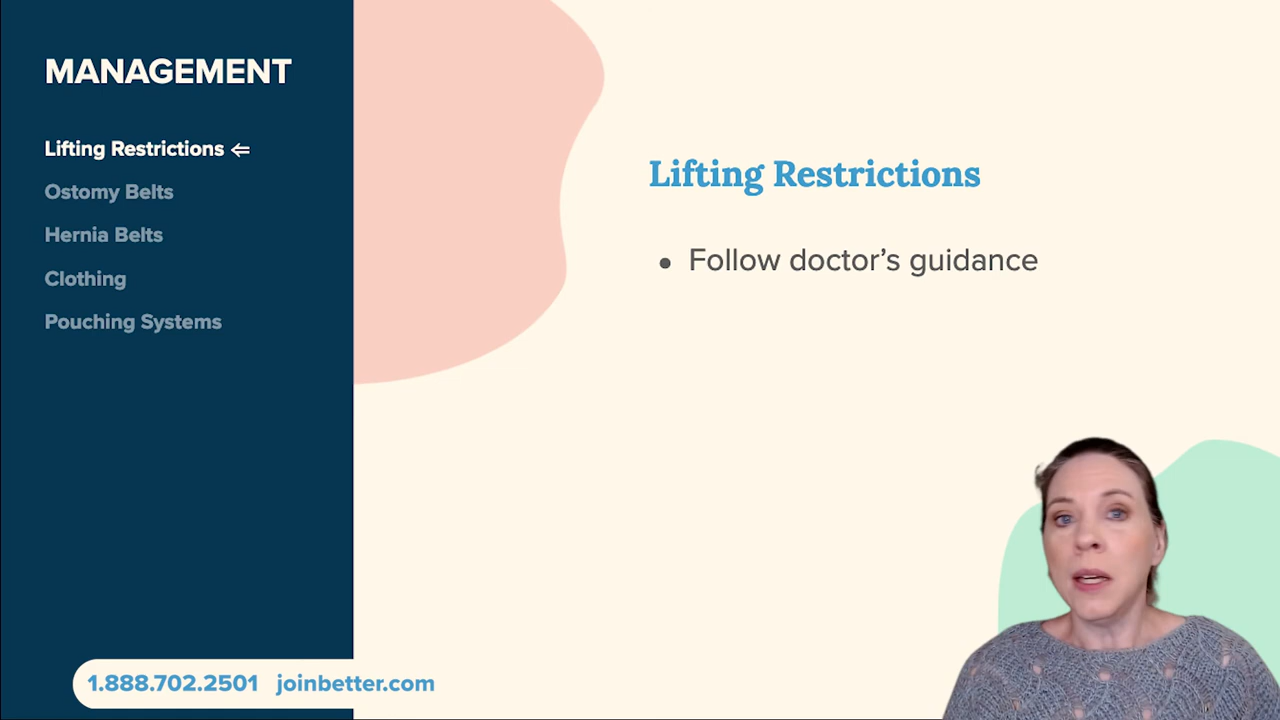 MANAGEMENT
Lifting Restrictions ⇐
Ostomy Belts
Hernia Belts
Clothing
Pouching Systems
Lifting Restrictions
• Follow doctor’s guidance
1.888.702.2501 joinbetter.com